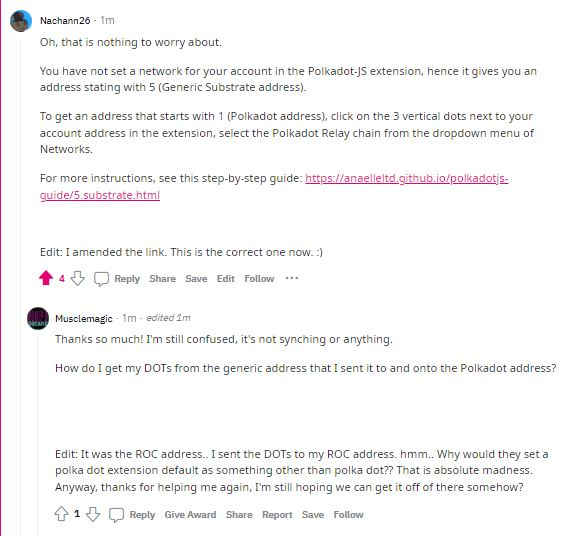 Nachann26 · 1m
Oh, that is nothing to worry about.
You have not set a network for your account in the Polkadot-JS extension, hence it gives you an
address stating with 5 (Generic Substrate address).
To get an address that starts with 1 (Polkadot address), click on the 3 vertical dots next to your
account address in the extension, select the Polkadot Relay chain from the dropdown menu of
Networks.
For more instructions, see this step-by-step guide: https://anaelleltd.github.io/polkadotjs-
guide/5.substrate.html
Edit: I amended the link. This is the correct one now. :)
4 Reply Share Save Edit Follow ···
Musclemagic · 1m · edited 1m
Thanks so much! I'm still confused, it's not synching or anything.
How do I get my DOTs from the generic address that I sent it to and onto the Polkadot address?
Edit: It was the ROC address.. I sent the DOTs to my ROC address. hmm.. Why would they set a
polka dot extension default as something other than polka dot?? That is absolute madness.
Anyway, thanks for helping me again, I'm still hoping we can get it off of there somehow?
1 Reply Give Award Share Report Save Follow